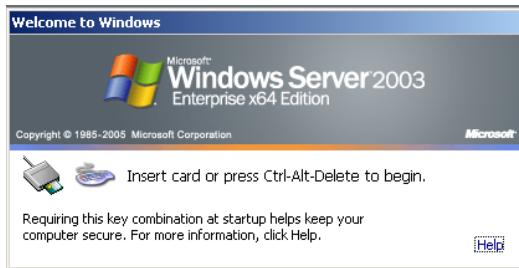 Welcome to Windows
Microsoft
Windows Server 2003
Enterprise x64 Edition
Copyright © 1985-2005 Microsoft Corporation
Microsoft
Insert card or press Ctrl-Alt-Delete to begin.
Requiring this key combination at startup helps keep your
computer secure. For more information, click Help.
Help